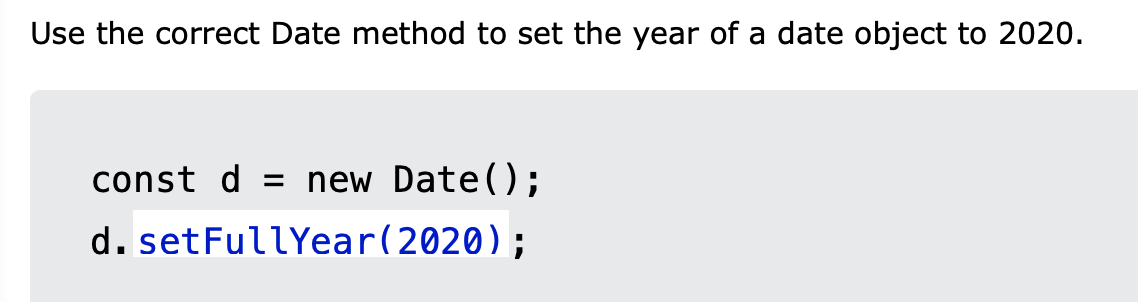 Use the correct Date method to set the year of a date object to 2020.
const d = new Date();
d.setFullYear(2020);